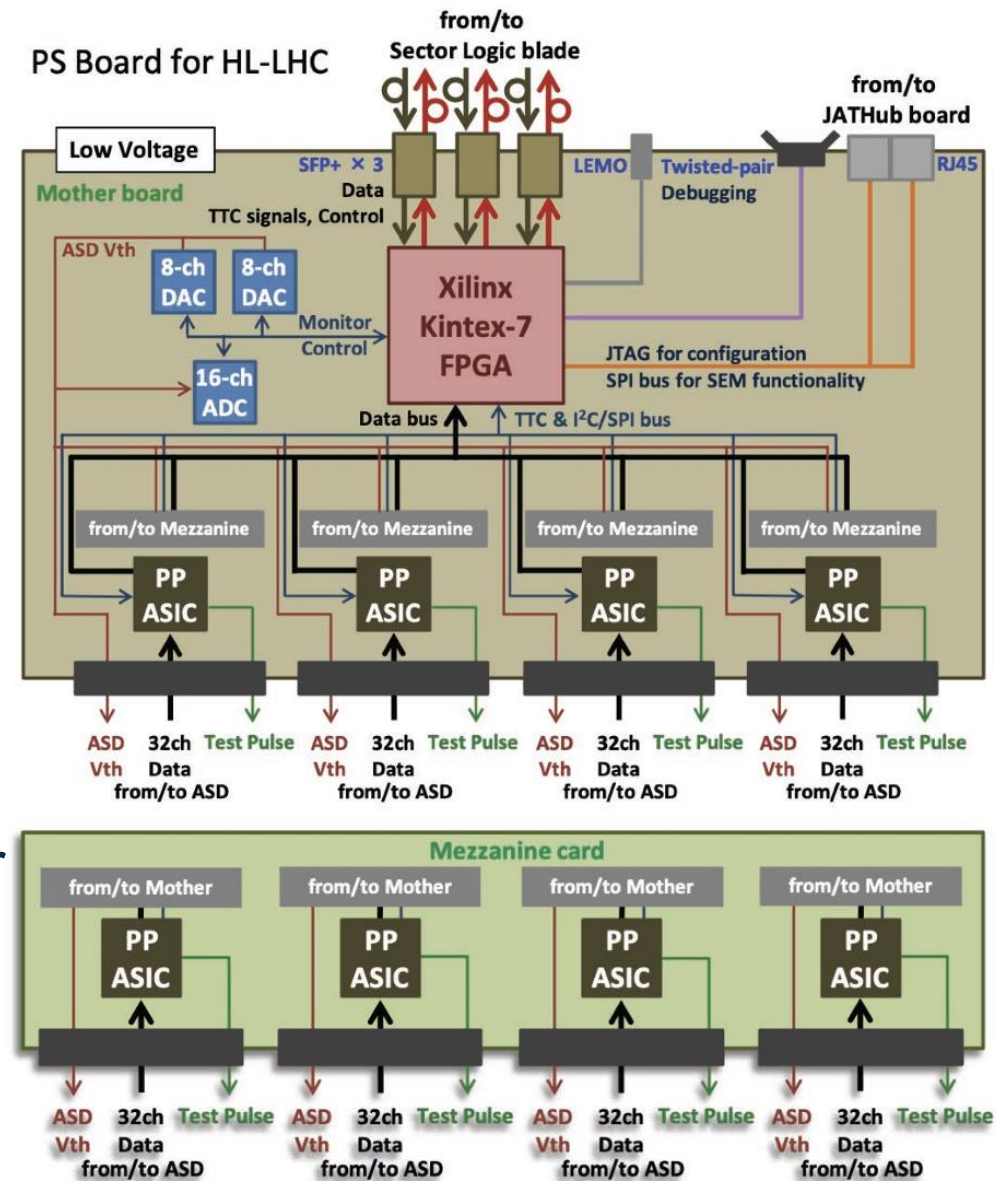 from/to
Sector Logic blade
PS Board for HL-LHC
from/to
JATHub board
Low Voltage
SFP+ × 3
LEMO
Twisted-pair
RJ45
Mother board
Data
Debugging
TTC signals, Control
ASD Vth
8-ch
DAC
8-ch
DAC
Xilinx
Kintex-7
FPGA
Monitor
Control
JTAG for configuration
SPI bus for SEM functionality
16-ch
ADC
Data bus
TTC & I²C/SPI bus
from/to Mezzanine
from/to Mezzanine
from/to Mezzanine
from/to Mezzanine
PP
ASIC
PP
ASIC
PP
ASIC
PP
ASIC
ASD
Vth
32ch
Data
Test Pulse
from/to ASD
ASD
Vth
32ch
Data
Test Pulse
from/to ASD
ASD
Vth
32ch
Data
Test Pulse
from/to ASD
ASD
Vth
32ch
Data
Test Pulse
from/to ASD
Mezzanine card
from/to Mother
from/to Mother
from/to Mother
from/to Mother
PP
ASIC
PP
ASIC
PP
ASIC
PP
ASIC
ASD
Vth
32ch
Data
Test Pulse
from/to ASD
ASD
Vth
32ch
Data
Test Pulse
from/to ASD
ASD
Vth
32ch
Data
Test Pulse
from/to ASD
ASD
Vth
32ch
Data
Test Pulse
from/to ASD